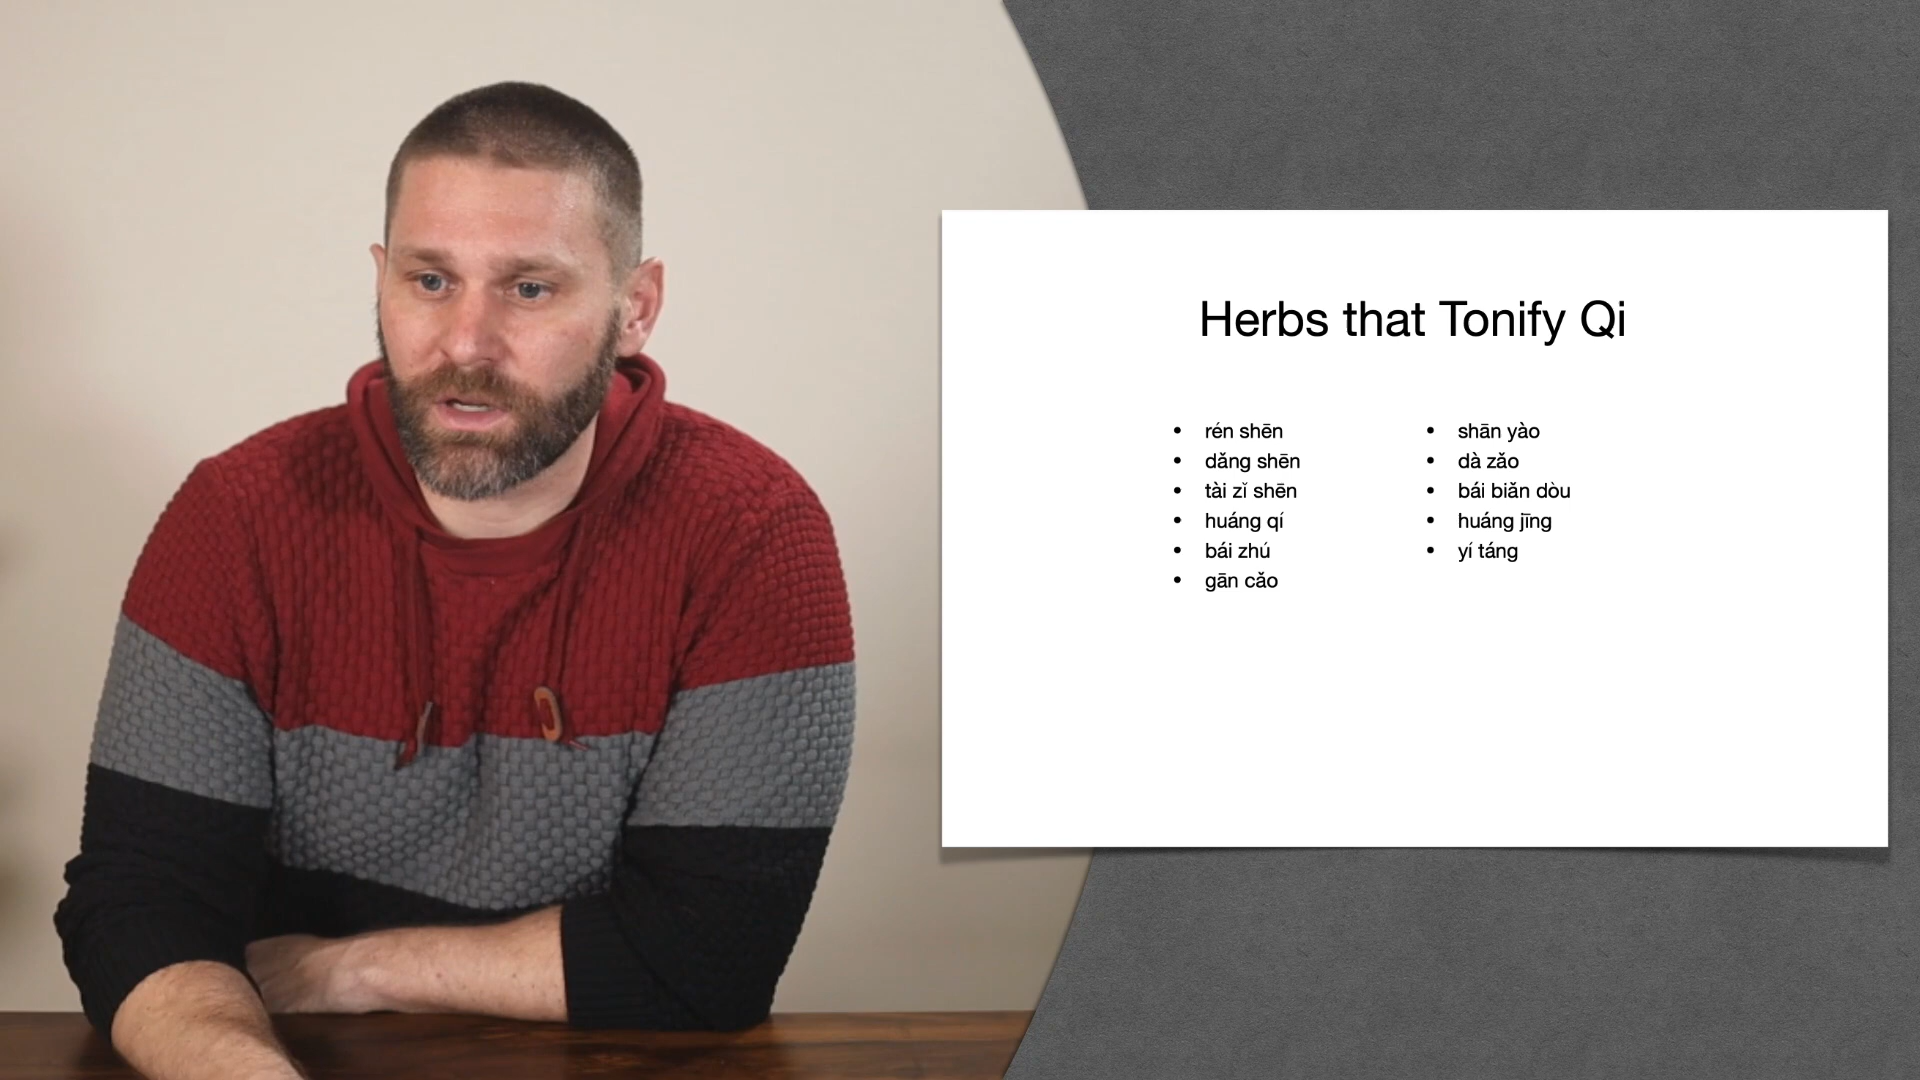 Herbs that Tonify Qi
• rén shēn
• dǎng shēn
• tài zǐ shēn
• huáng qí
• bái zhú
• gān cǎo
• shān yào
• dà zǎo
• bái biǎn dòu
• huáng jīng
• yí táng